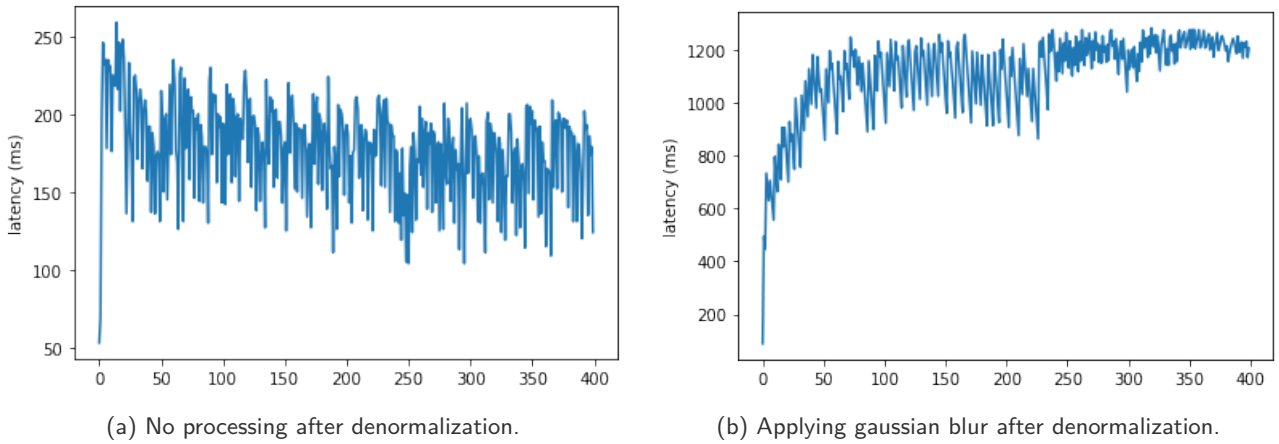 250
200
150
100
50
latency (ms)
0 50 100 150 200 250 300 350 400
(a) No processing after denormalization.
1200
1000
800
600
400
200
latency (ms)
0 50 100 150 200 250 300 350 400
(b) Applying gaussian blur after denormalization.